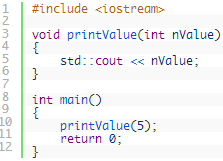 1 #include <iostream>
2
3 void printValue(int nValue)
4 {
5     std::cout << nValue;
6 }
7
8 int main()
9 {
10     printValue(5);
11     return 0;
12 }